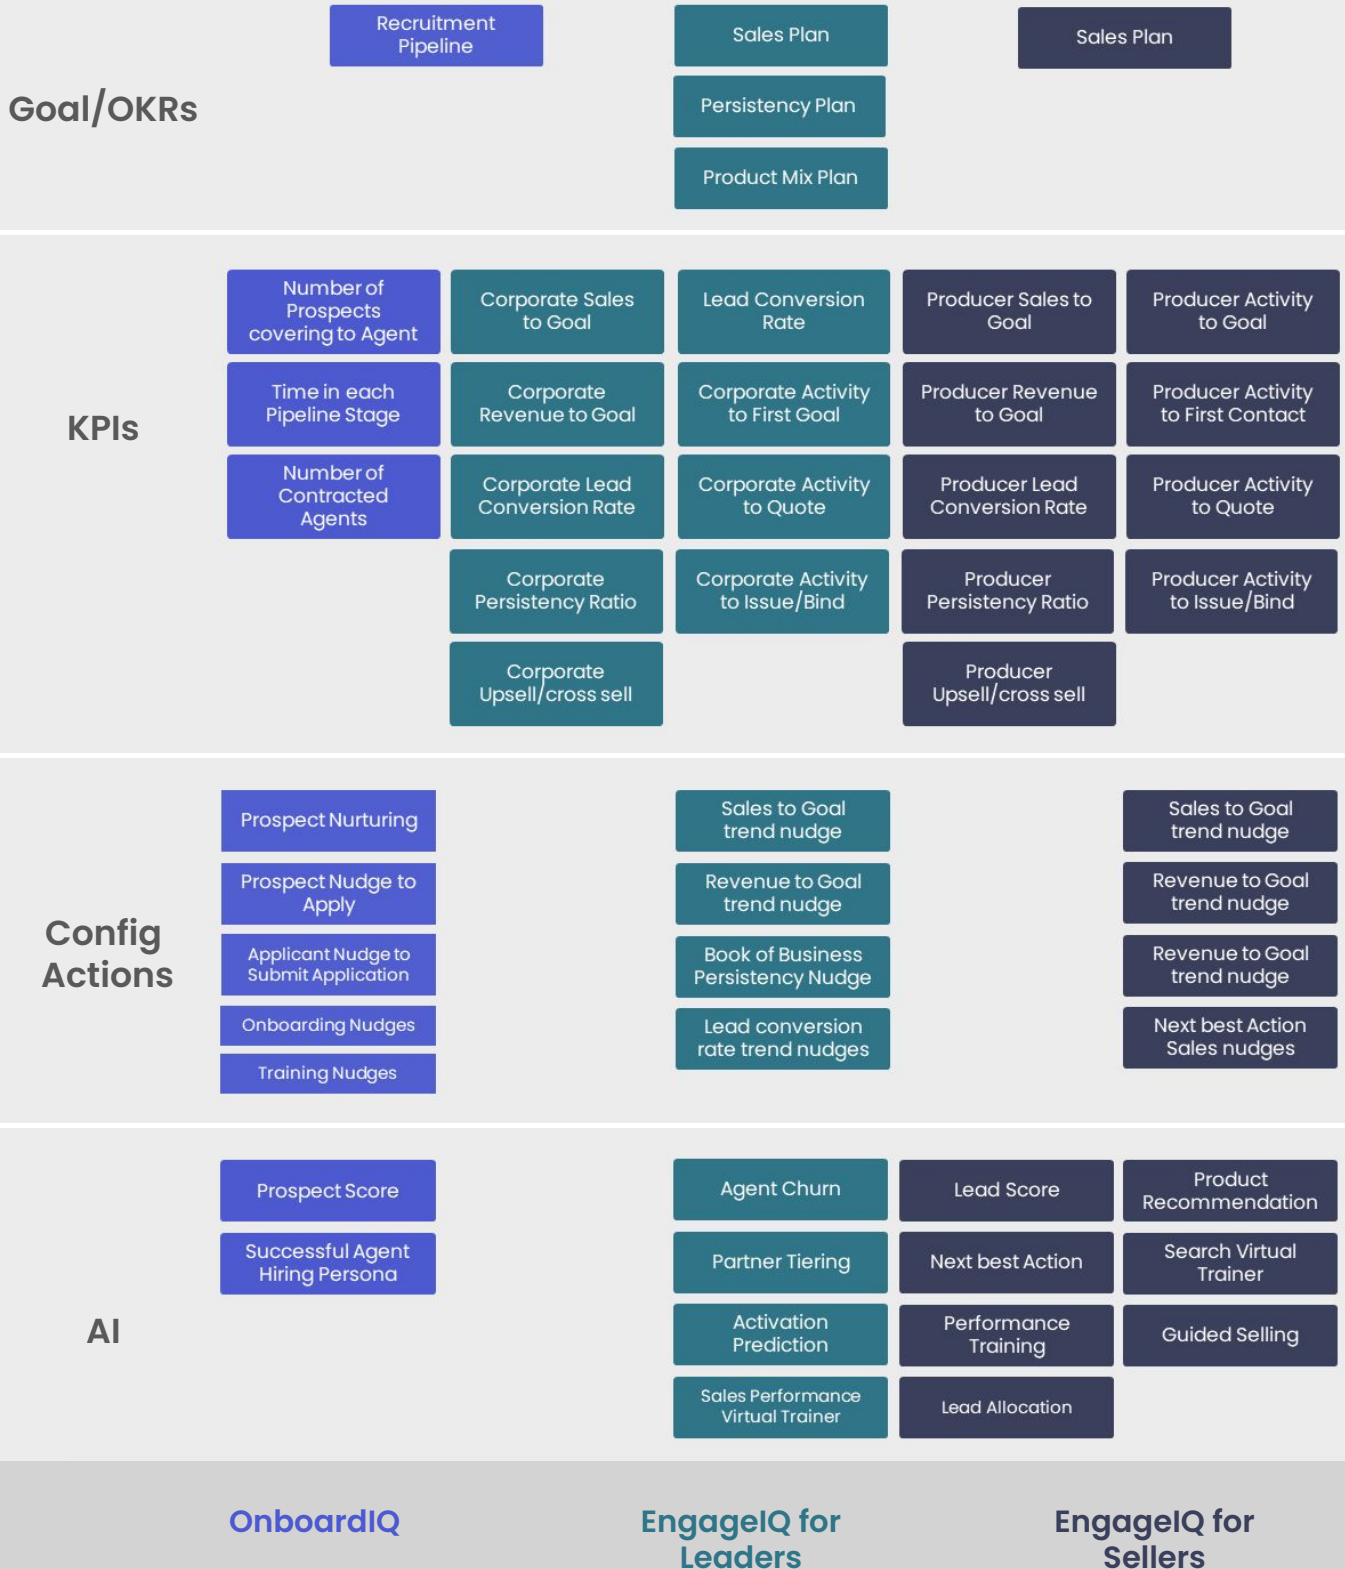 Recruitment
Pipeline
Sales Plan
Sales Plan
Goal/OKRs
Persistency Plan
Product Mix Plan
KPIs
Number of
Prospects
covering to Agent
Corporate Sales
to Goal
Lead Conversion
Rate
Producer Sales to
Goal
Producer Activity
to Goal
Time in each
Pipeline Stage
Corporate
Revenue to Goal
Corporate Activity
to First Goal
Producer Revenue
to Goal
Producer Activity
to First Contact
Number of
Contracted
Agents
Corporate Lead
Conversion Rate
Corporate Activity
to Quote
Producer Lead
Conversion Rate
Producer Activity
to Quote
Corporate
Persistency Ratio
Corporate Activity
to Issue/Bind
Producer
Persistency Ratio
Producer Activity
to Issue/Bind
Corporate
Upsell/cross sell
Producer
Upsell/cross sell
Config
Actions
Prospect Nurturing
Sales to Goal
trend nudge
Sales to Goal
trend nudge
Prospect Nudge to
Apply
Revenue to Goal
trend nudge
Revenue to Goal
trend nudge
Applicant Nudge to
Submit Application
Book of Business
Persistency Nudge
Revenue to Goal
trend nudge
Onboarding Nudges
Lead conversion
rate trend nudges
Next best Action
Sales nudges
Training Nudges
AI
Prospect Score
Agent Churn
Lead Score
Product
Recommendation
Successful Agent
Hiring Persona
Partner Tiering
Next best Action
Search Virtual
Trainer
Activation
Prediction
Performance
Training
Guided Selling
Sales Performance
Virtual Trainer
Lead Allocation
OnboardIQ
EngageIQ for
Leaders
EngageIQ for
Sellers